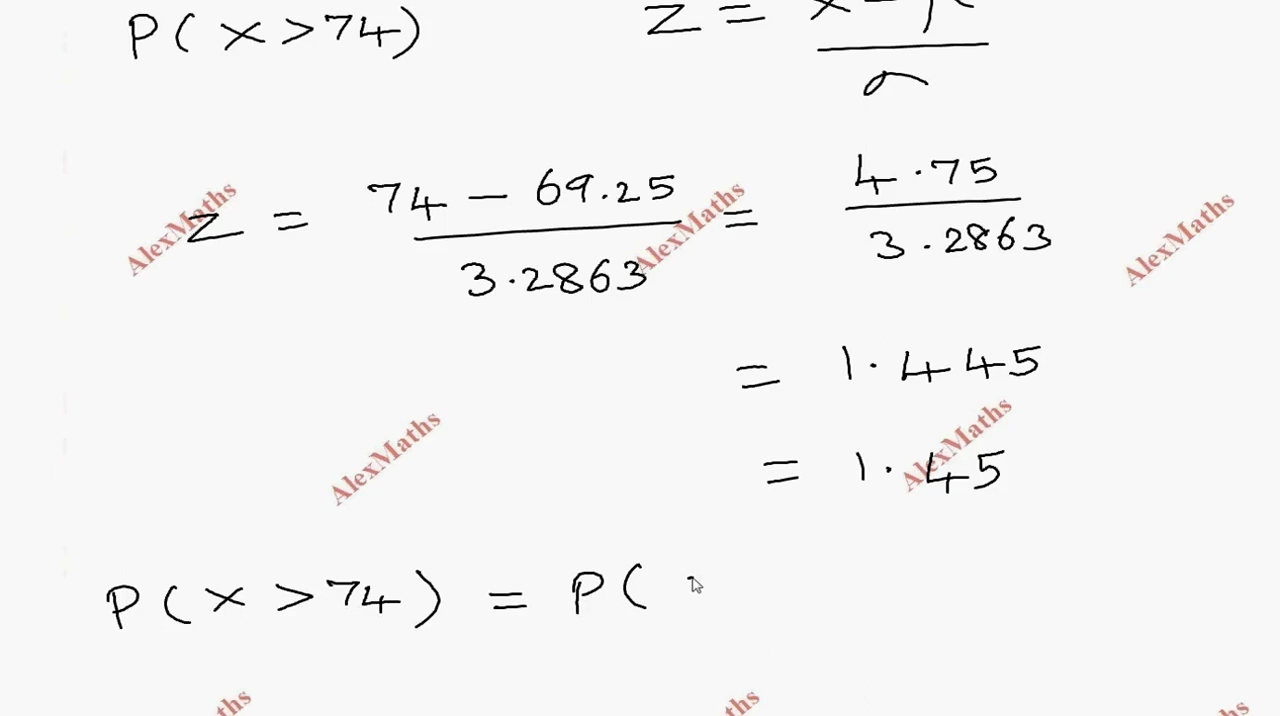 P(X>74) Z = X-μ
σ
Z = 74 - 69.25 = 4.75
3.2863 3.2863
= 1.445
= 1.45
P(X>74) = P(
AlexMaths AlexMaths AlexMaths
AlexMaths AlexMaths